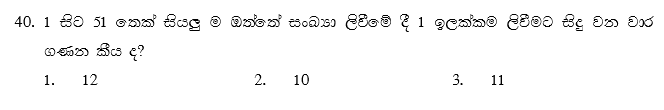 40. 1 සිට 51 තෙක් සියලු ම ඔත්තේ සංඛ්‍යා ලිවීමේ දී 1 ඉලක්කම ලිවීමට සිදු වන වාර
ගණන කීය ද?
1. 12 2. 10 3. 11